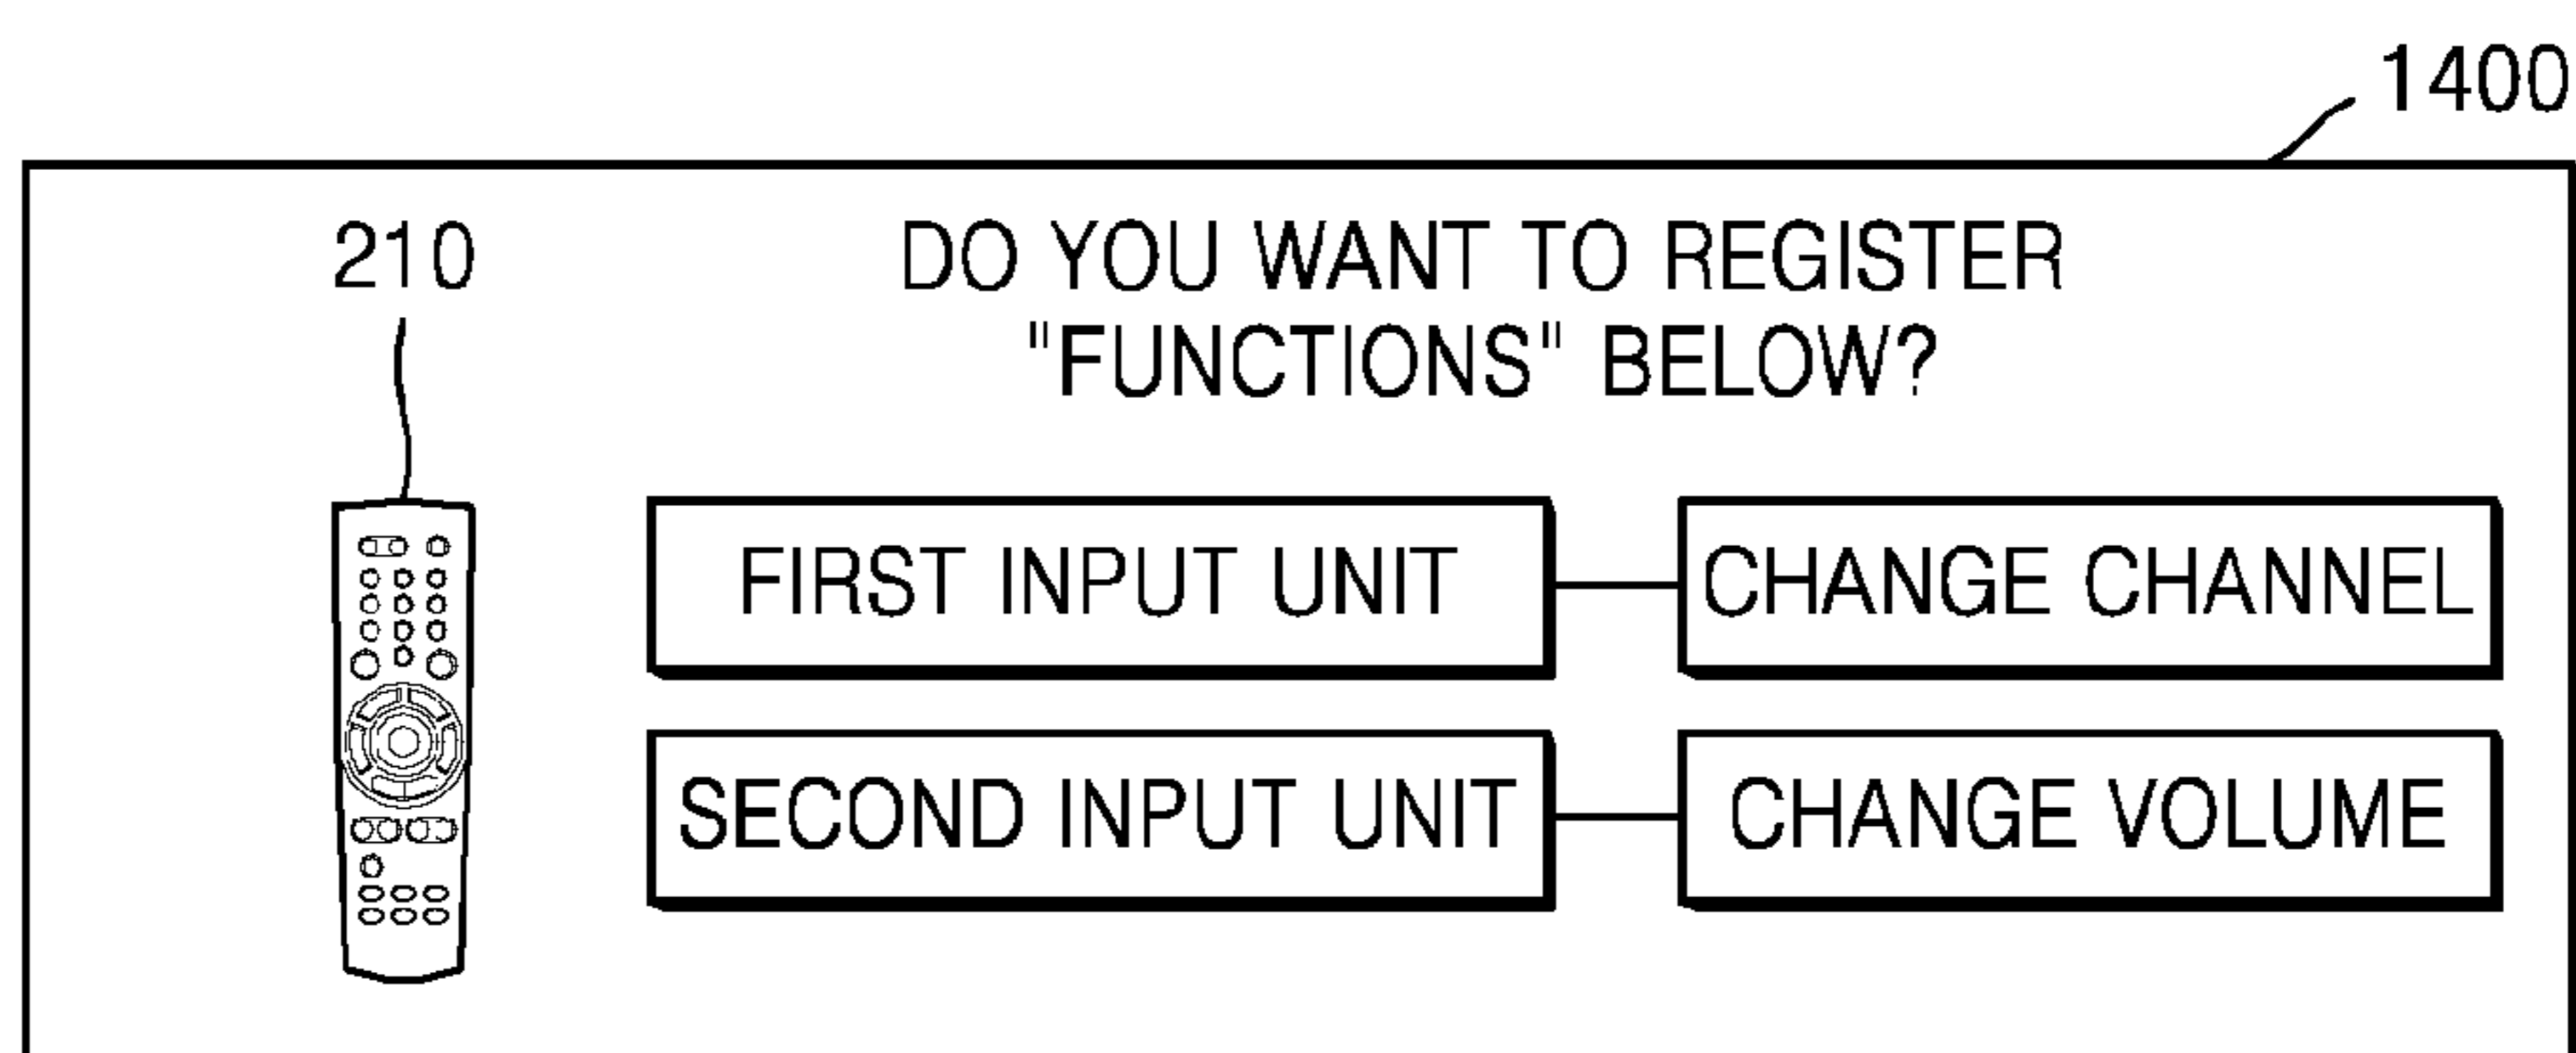 1400
210
DO YOU WANT TO REGISTER
"FUNCTIONS" BELOW?
FIRST INPUT UNIT
CHANGE CHANNEL
SECOND INPUT UNIT
CHANGE VOLUME